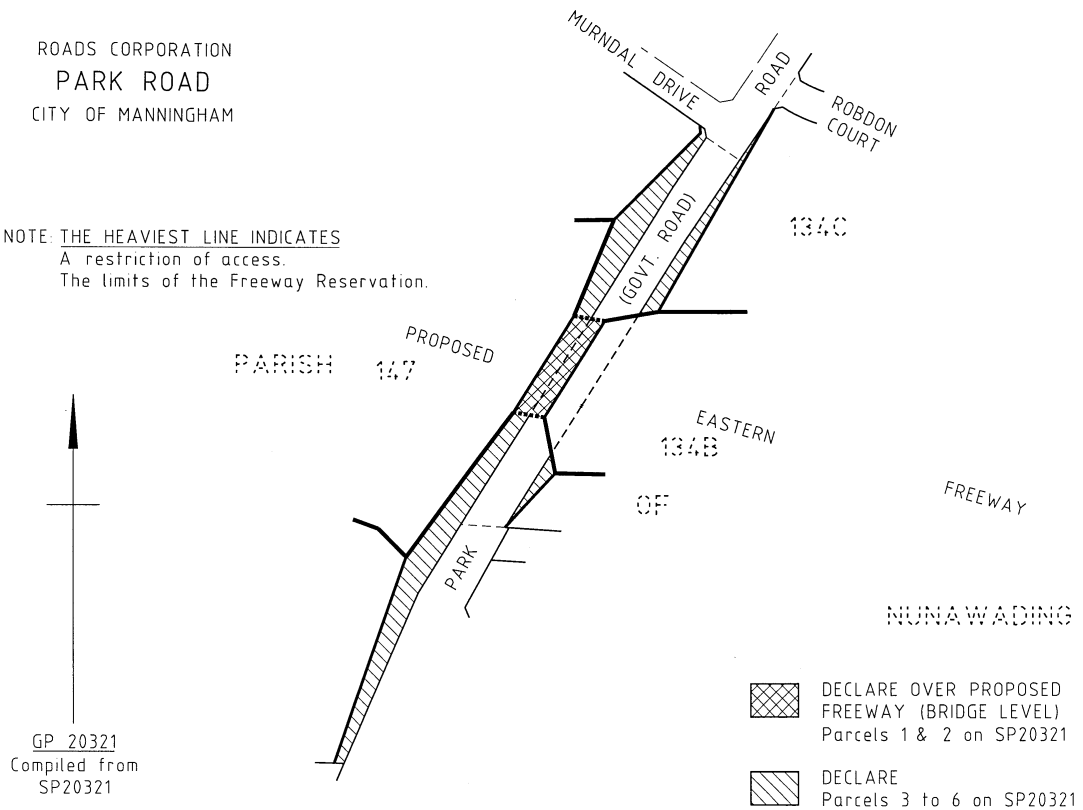 ROADS CORPORATION
PARK ROAD
CITY OF MANNINGHAM
MURNDAL DRIVE
ROAD
ROBDON
COURT
NOTE: THE HEAVIEST LINE INDICATES
A restriction of access.
The limits of the Freeway Reservation.
134C
(GOVT. ROAD)
PROPOSED
PARISH 147
EASTERN
134B
OF
FREEWAY
PARK
NUNAWADING
DECLARE OVER PROPOSED
FREEWAY (BRIDGE LEVEL)
Parcels 1 & 2 on SP20321
DECLARE
Parcels 3 to 6 on SP20321
GP 20321
Compiled from
SP20321